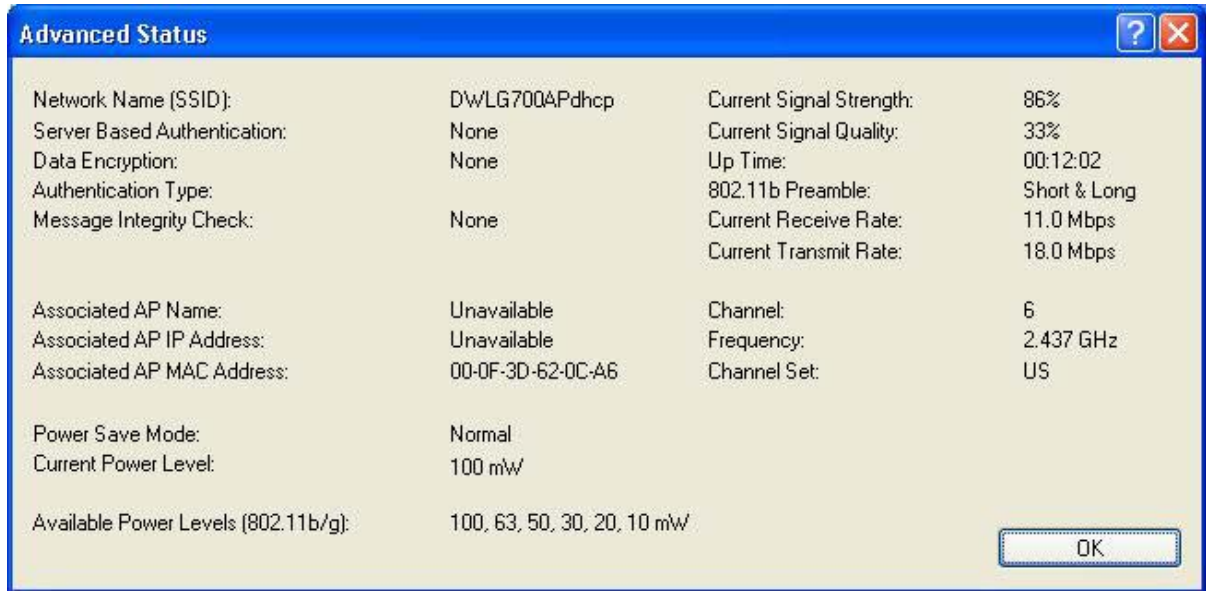 Advanced Status
Network Name (SSID): DWLG700APdhcp Current Signal Strength: 86%
Server Based Authentication: None Current Signal Quality: 33%
Data Encryption: None Up Time: 00:12:02
Authentication Type: 802.11b Preamble: Short & Long
Message Integrity Check: None Current Receive Rate: 11.0 Mbps
Current Transmit Rate: 18.0 Mbps
Associated AP Name: Unavailable Channel: 6
Associated AP IP Address: Unavailable Frequency: 2.437 GHz
Associated AP MAC Address: 00-0F-3D-62-0C-A6 Channel Set: US
Power Save Mode: Normal
Current Power Level: 100 mW
Available Power Levels (802.11b/g): 100, 63, 50, 30, 20, 10 mW
OK